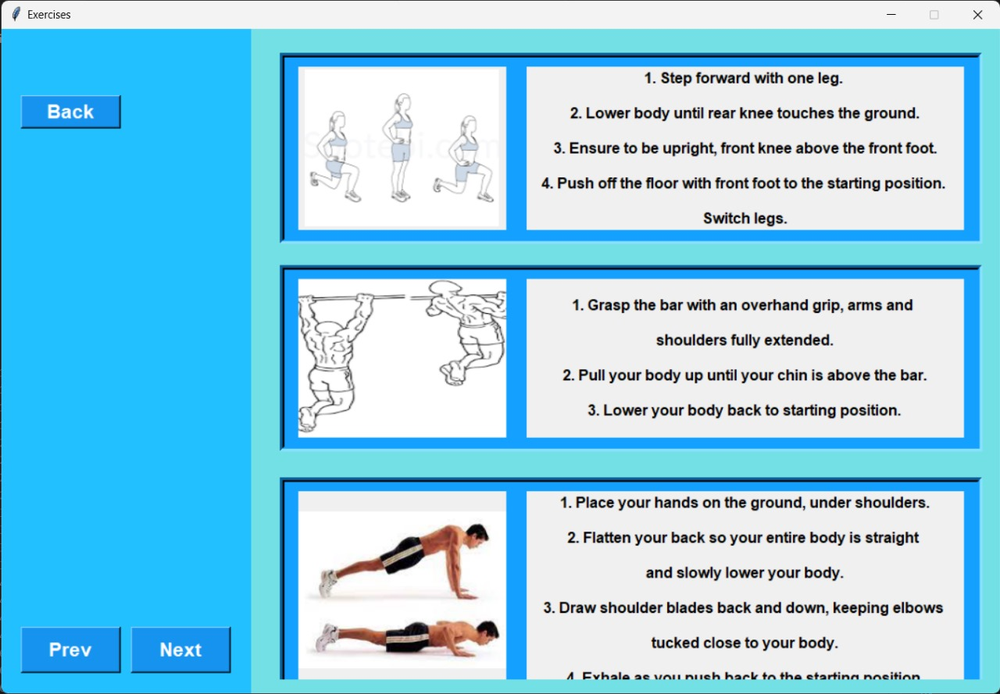 Exercises
Back
1. Step forward with one leg.
2. Lower body until rear knee touches the ground.
3. Ensure to be upright, front knee above the front foot.
4. Push off the floor with front foot to the starting position.
Switch legs.
1. Grasp the bar with an overhand grip, arms and
shoulders fully extended.
2. Pull your body up until your chin is above the bar.
3. Lower your body back to starting position.
1. Place your hands on the ground, under shoulders.
2. Flatten your back so your entire body is straight
and slowly lower your body.
3. Draw shoulder blades back and down, keeping elbows
tucked close to your body.
4. Exhale as you push back to the starting position
Prev
Next